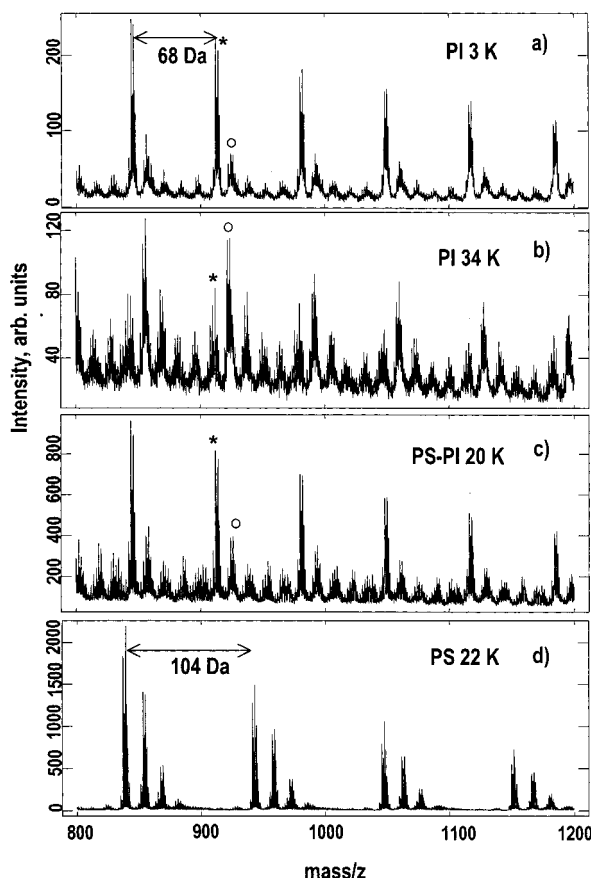 PI 3 K a)
200
100
0
68 Da *
o
PI 34 K b)
120
80
40
* o
PS-PI 20 K c)
800
600
400
200
* o
PS 22 K d)
2000
1500
1000
500
0
104 Da
800 900 1000 1100 1200
mass/z
Intensity, arb. units